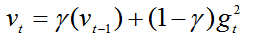 v_t = γ(v_{t−1}) + (1−γ)g_t^2